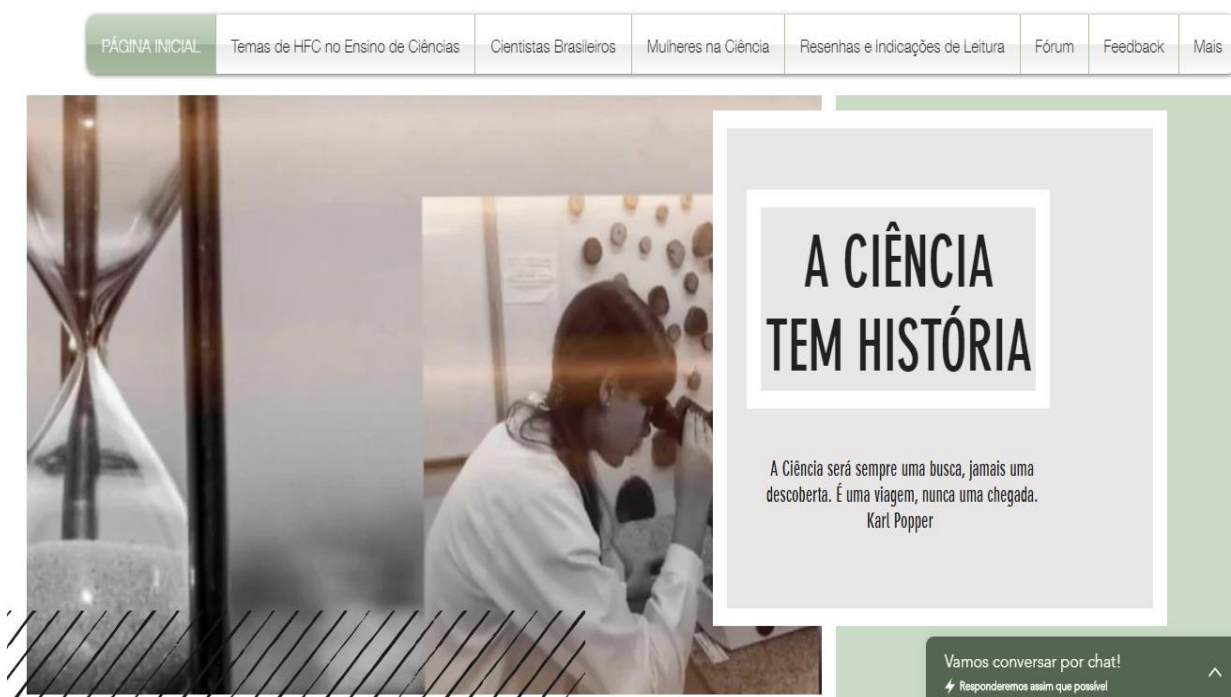 PÁGINA INICIAL
Temas de HFC no Ensino de Ciências
Cientistas Brasileiros
Mulheres na Ciência
Resenhas e Indicações de Leitura
Fórum
Feedback
Mais
A CIÊNCIA
TEM HISTÓRIA
A Ciência será sempre uma busca, jamais uma
descoberta. É uma viagem, nunca uma chegada.
Karl Popper
Vamos conversar por chat!
Responderemos assim que possível